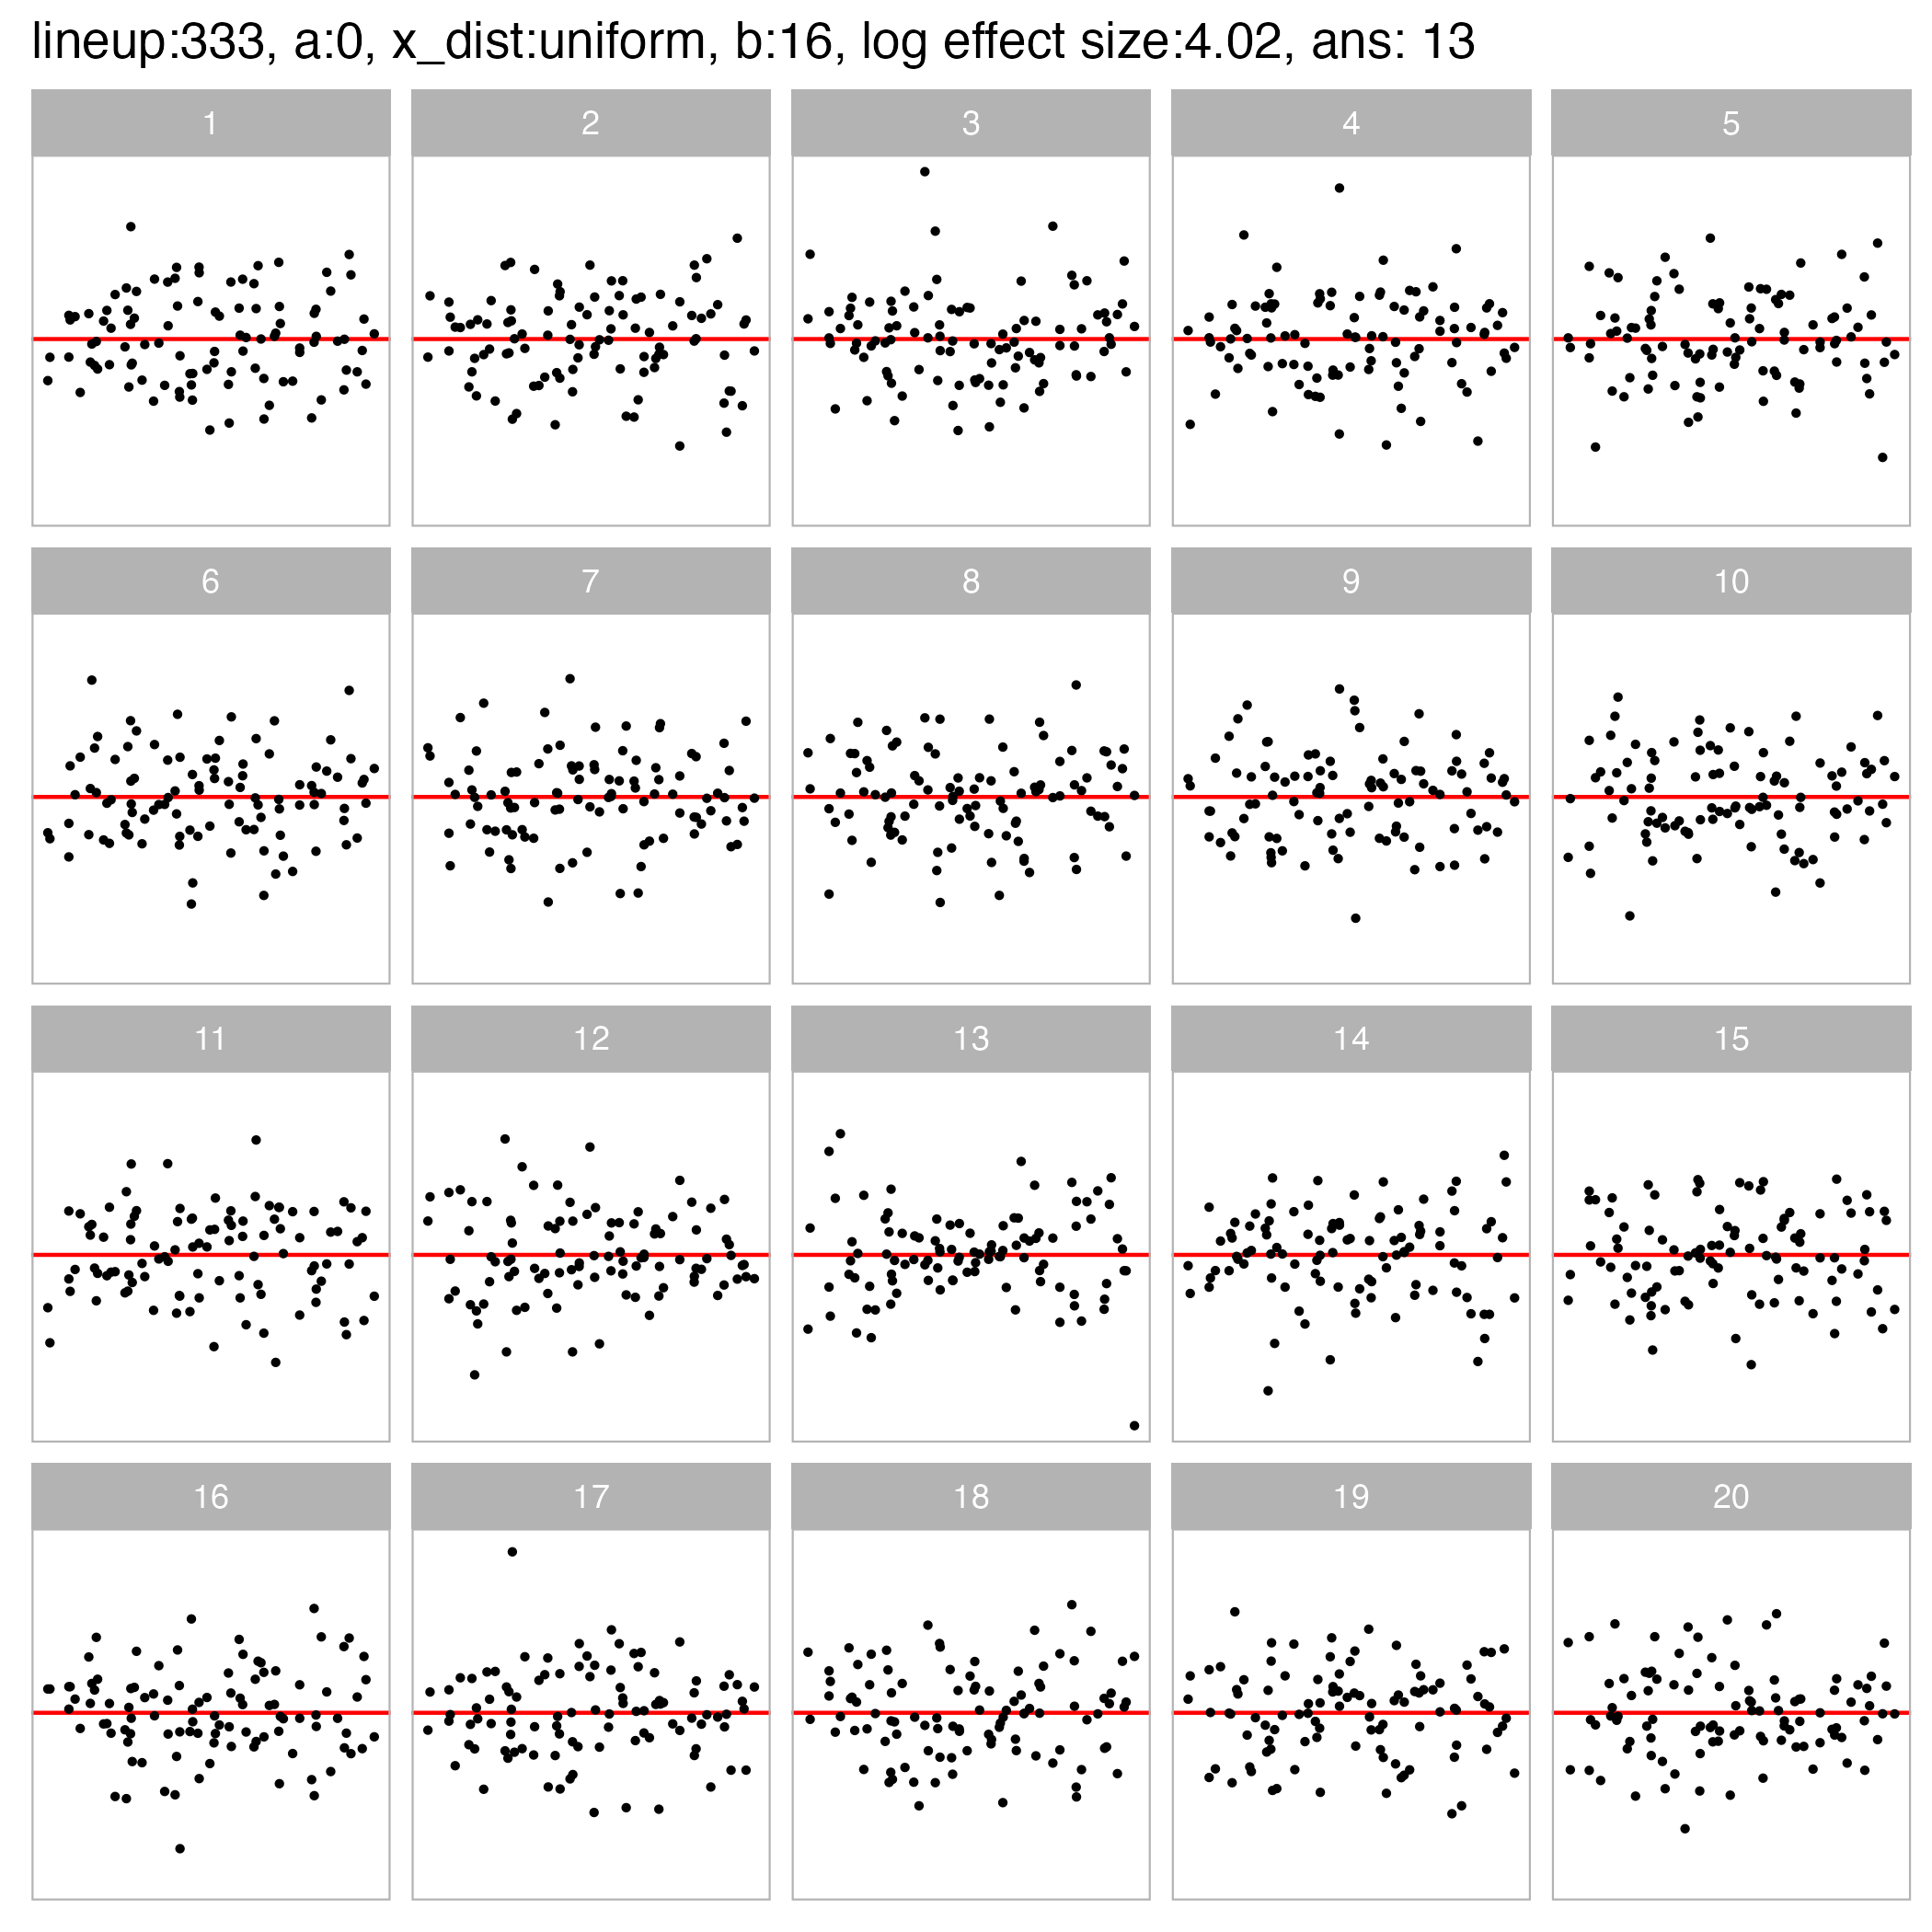 lineup:333, a:0, x_dist:uniform, b:16, log effect size:4.02, ans: 13
1 2 3 4 5
6 7 8 9 10
11 12 13 14 15
16 17 18 19 20